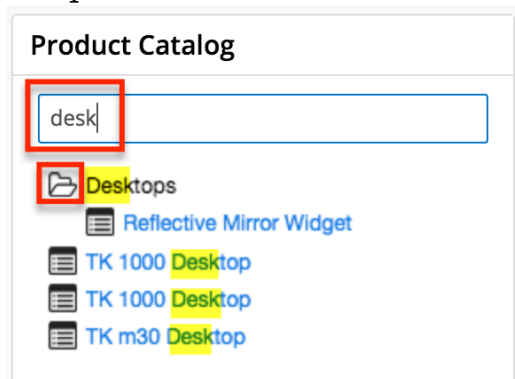 Product Catalog
desk
Desktops
Reflective Mirror Widget
TK 1000 Desktop
TK 1000 Desktop
TK m30 Desktop